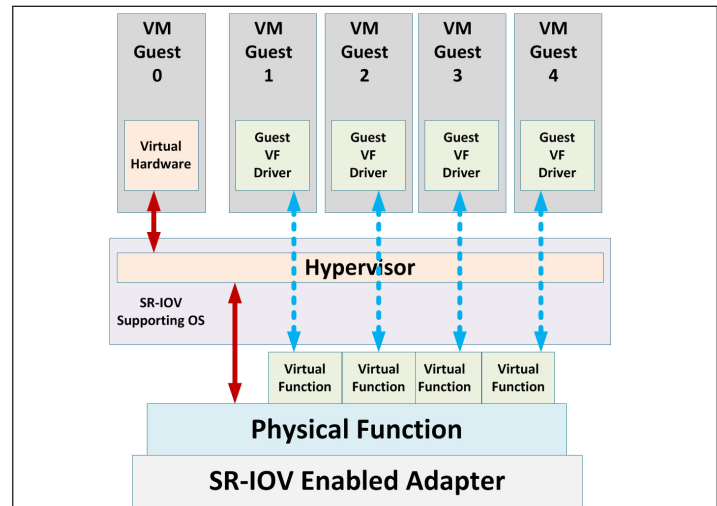 VM
Guest
0
VM
Guest
1
VM
Guest
2
VM
Guest
3
VM
Guest
4
Virtual
Hardware
Guest
VF
Driver
Guest
VF
Driver
Guest
VF
Driver
Guest
VF
Driver
Hypervisor
SR-IOV
Supporting OS
Virtual
Function
Virtual
Function
Virtual
Function
Virtual
Function
Physical Function
SR-IOV Enabled Adapter